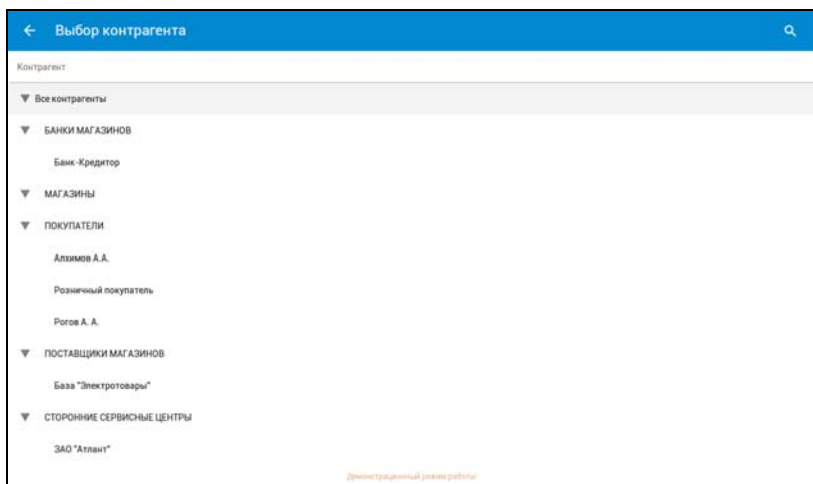 Выбор контрагента
Контрагент
Все контрагенты
БАНКИ МАГАЗИНОВ
Банк-Кредитор
МАГАЗИНЫ
ПОКУПАТЕЛИ
Алхимов А.А.
Розничный покупатель
Рогов А. А.
ПОСТАВЩИКИ МАГАЗИНОВ
База "Электротовары"
СТОРОННИЕ СЕРВИСНЫЕ ЦЕНТРЫ
ЗАО "Атлант"
Демонстрационный режим работы